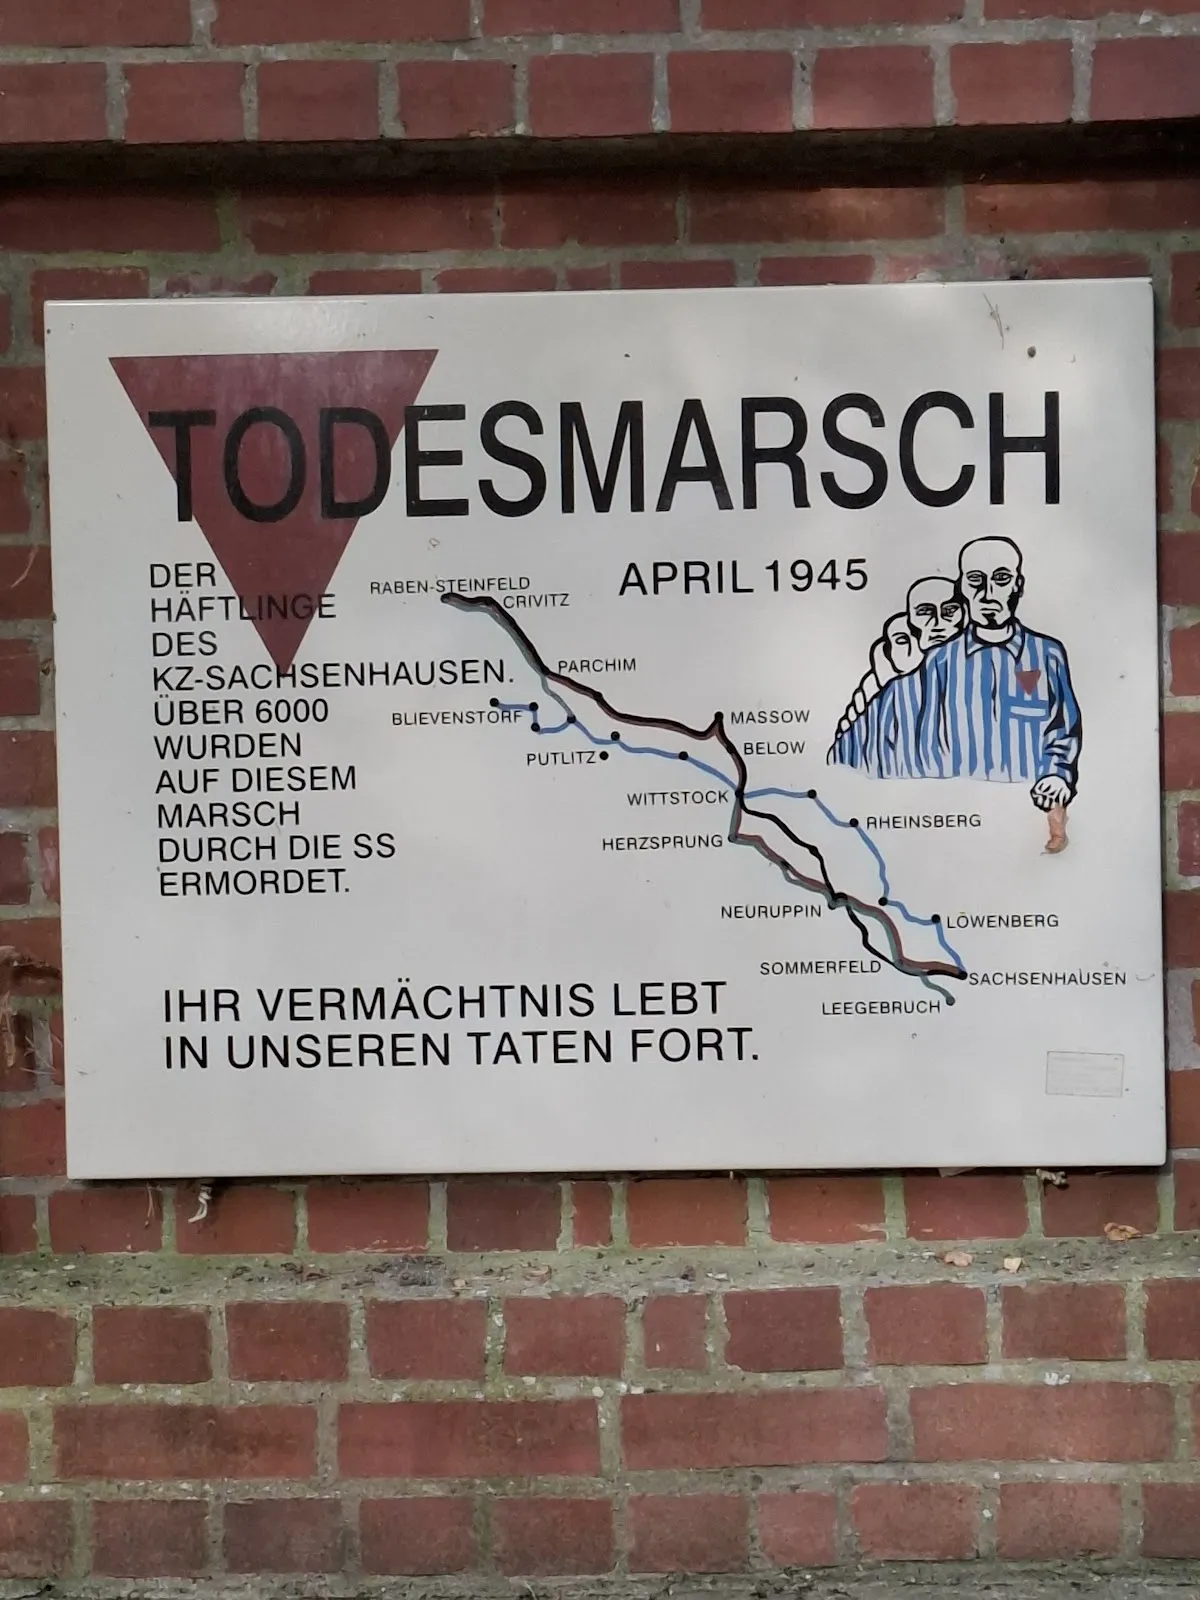 TODESMARSCH
APRIL 1945
DER
HÄFTLINGE
DES
KZ-SACHSENHAUSEN.
ÜBER 6000
WURDEN
AUF DIESEM
MARSCH
DURCH DIE SS
ERMORDET.
RABEN-STEINFELD
CRIVITZ
PARCHIM
BLIEVENSTORF
MASSOW
BELOW
PUTLITZ
WITTSTOCK
RHEINSBERG
HERZSPRUNG
NEURUPPIN
LÖWENBERG
SOMMERFELD
SACHSENHAUSEN
LEEGEBRUCH
IHR VERMÄCHTNIS LEBT
IN UNSEREN TATEN FORT.